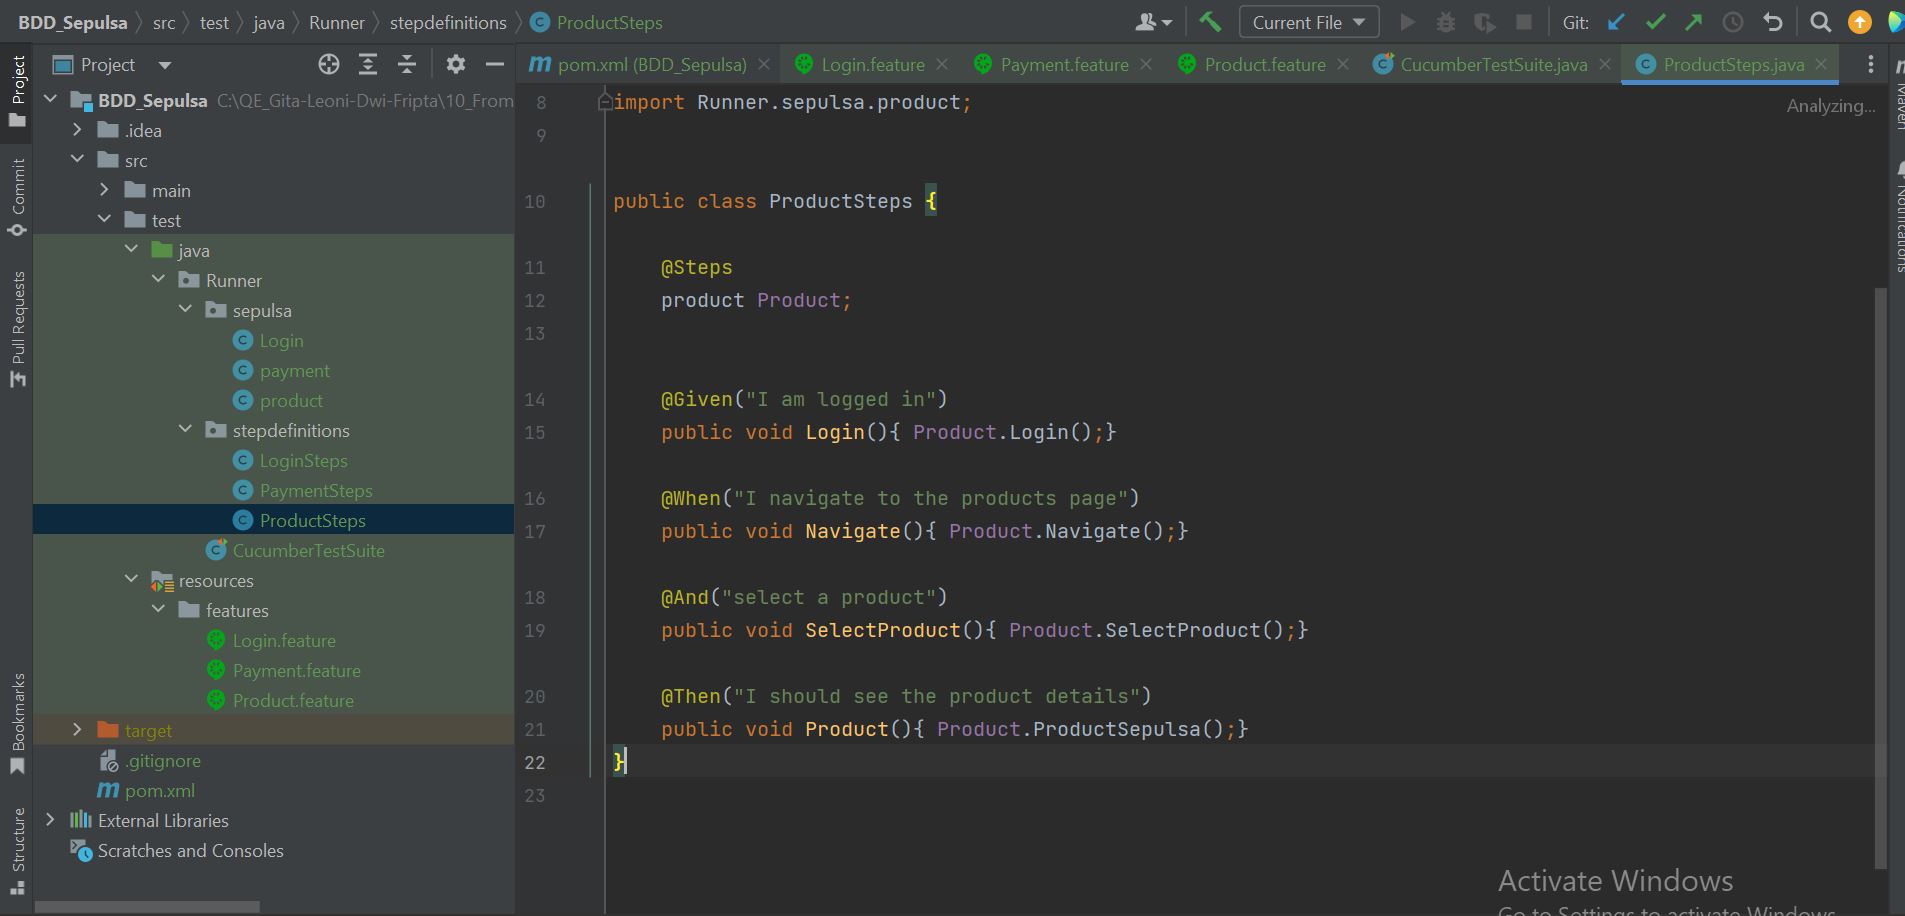 BDD_Sepulsa src test java Runner stepdefinitions ProductSteps
Current File
Git:
Project
pom.xml (BDD_Sepulsa) Login.feature Payment.feature Product.feature CucumberTestSuite.java ProductSteps.java
Project
Commit
Pull Requests
Bookmarks
Structure
BDD_Sepulsa C:\QE_Gita-Leoni-Dwi-Fripta\10_From
.idea
src
main
test
java
Runner
sepulsa
Login
payment
product
stepdefinitions
LoginSteps
PaymentSteps
ProductSteps
CucumberTestSuite
resources
features
Login.feature
Payment.feature
Product.feature
target
.gitignore
pom.xml
External Libraries
Scratches and Consoles
8 import Runner.sepulsa.product;
Analyzing...
9
10 public class ProductSteps {
11 @Steps
12 product Product;
13
14 @Given("I am logged in")
15 public void Login(){ Product.Login();}
16 @When("I navigate to the products page")
17 public void Navigate(){ Product.Navigate();}
18 @And("select a product")
19 public void SelectProduct(){ Product.SelectProduct();}
20 @Then("I should see the product details")
21 public void Product(){ Product.ProductSepulsa();}
22 }
23
Maven
Notifications
Activate Windows
Go to Settings to activate Windows.